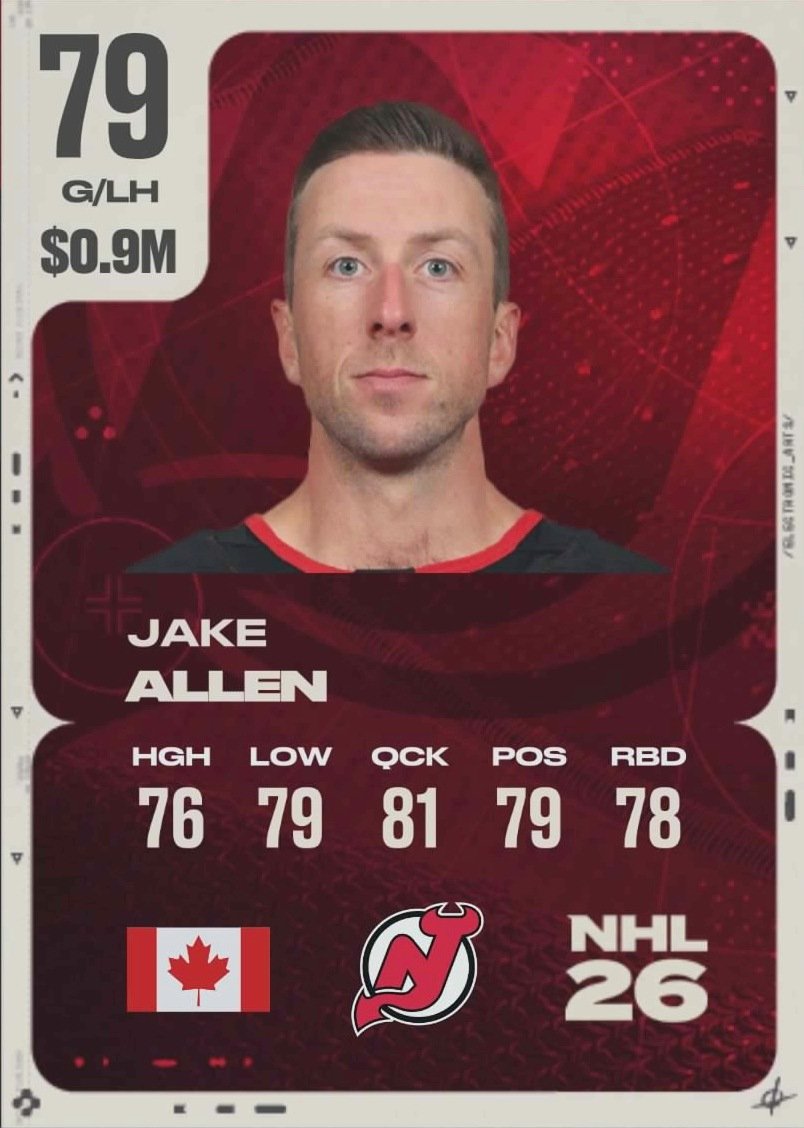 79
G/LH
$0.9M
JAKE
ALLEN
HGH LOW QCK POS RBD
76 79 81 79 78
NHL
26